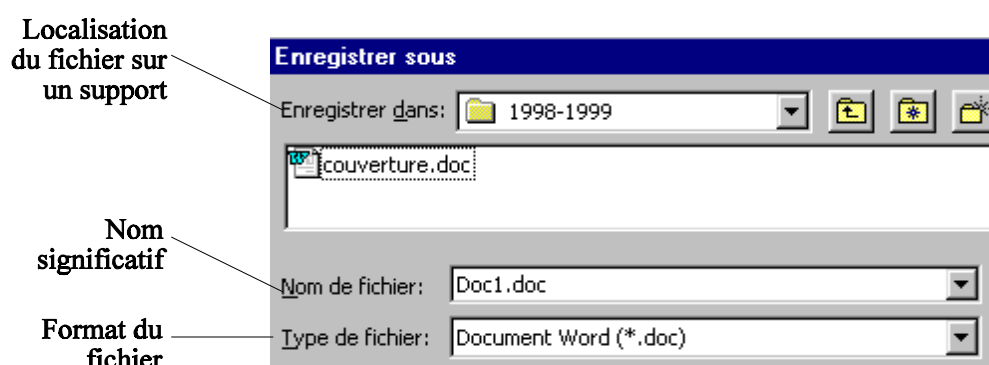 Localisation
du fichier sur
un support
Enregistrer sous
Enregistrer dans: 1998-1999
couverture.doc
Nom
significatif
Nom de fichier: Doc1.doc
Format du
fichier
Type de fichier: Document Word (*.doc)